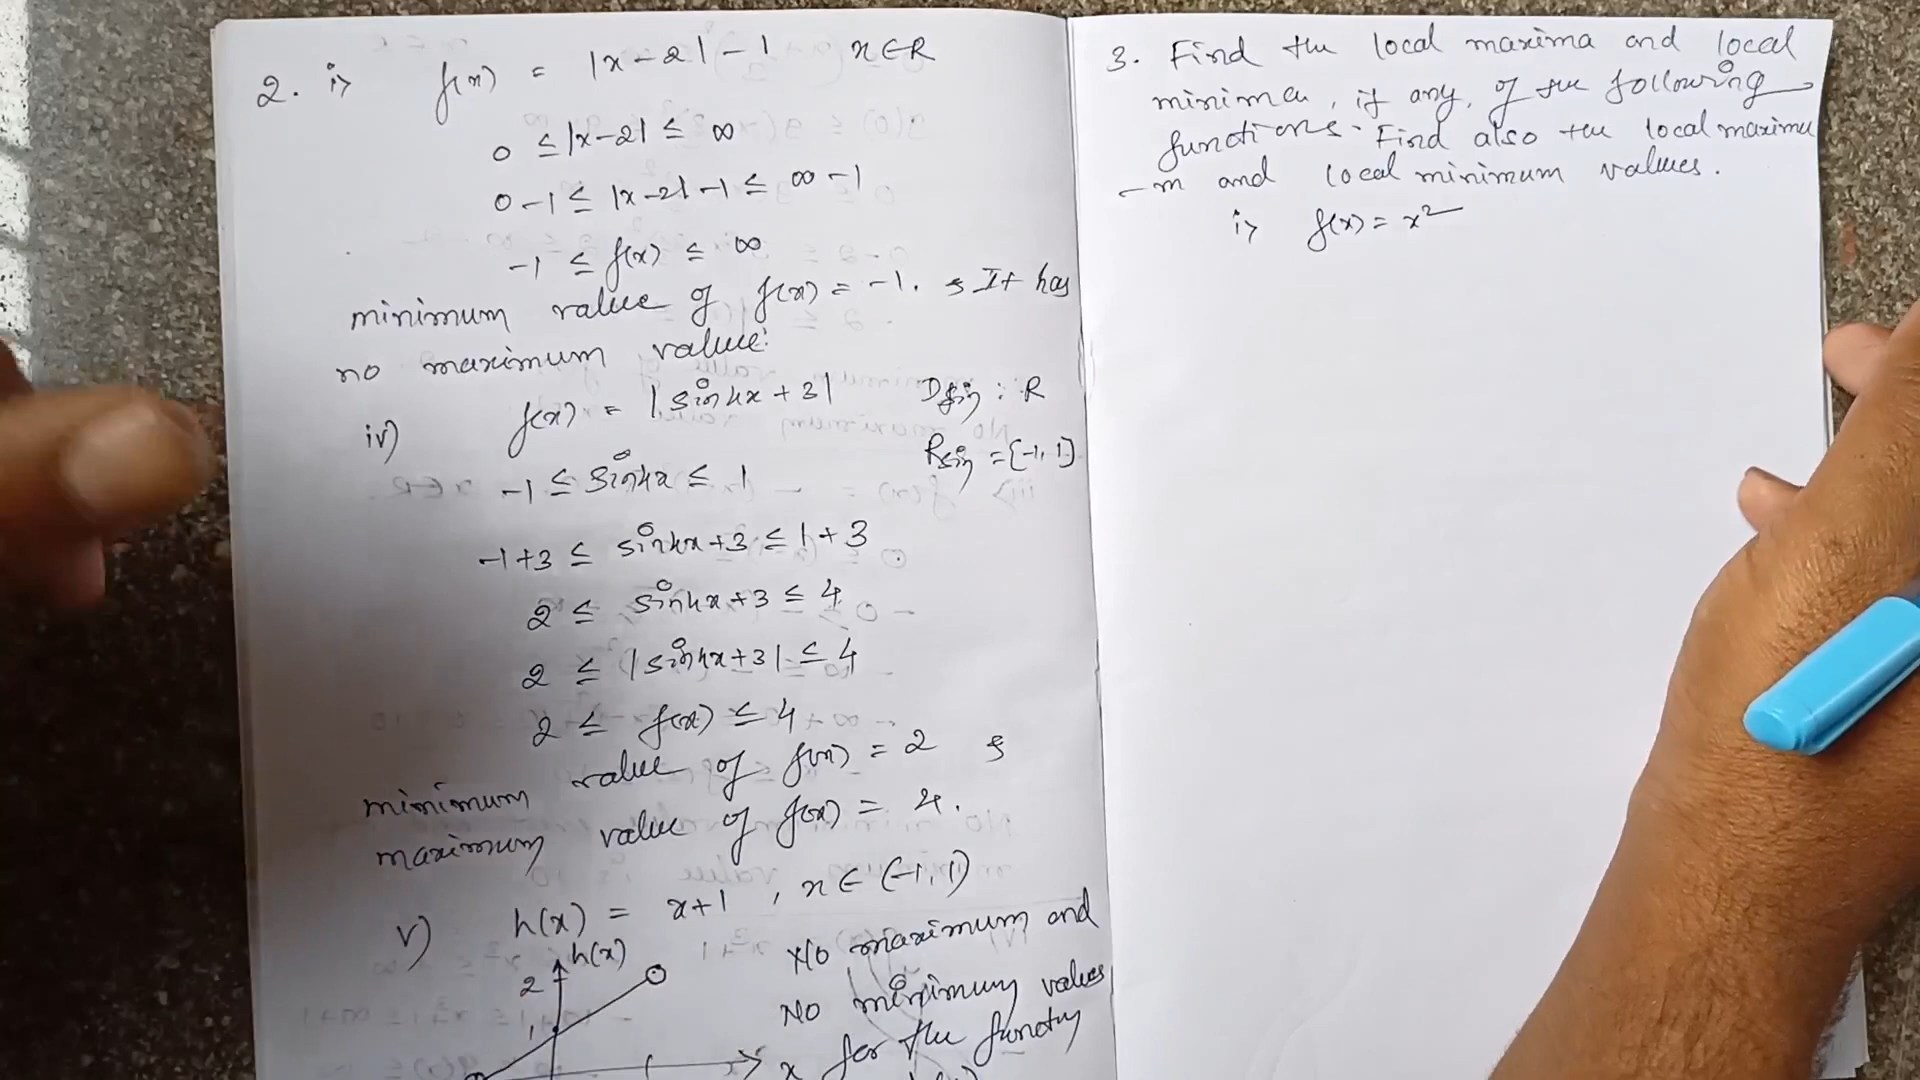 2. i> f(x) = |x-2|-1 x∈R
0 ≤ |x-2| ≤ ∞
0-1 ≤ |x-2|-1 ≤ ∞-1
-1 ≤ f(x) ≤ ∞
minimum value of f(x) = -1. & It has
no maximum value.
iv) f(x) = |sin4x+3| Dsin : R
-1 ≤ sin4x ≤ 1 Rsin = [-1, 1]
-1+3 ≤ sin4x+3 ≤ 1+3
2 ≤ sin4x+3 ≤ 4
2 ≤ |sin4x+3| ≤ 4
2 ≤ f(x) ≤ 4
minimum value of f(x) = 2 &
maximum value of f(x) = 4.
v) h(x) = x+1, x∈(-1,1)
h(x)
2
1
x
No maximum and
No minimum values
for the function
3. Find the local maxima and local
minima, if any, of the following
functions. Find also the local maximu
-m and local minimum values.
i> f(x) = x²